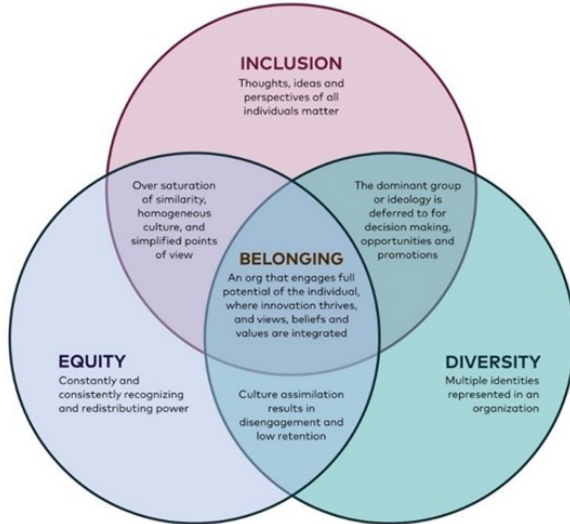 INCLUSION
Thoughts, ideas and
perspectives of all
individuals matter
Over saturation
of similarity,
homogeneous
culture, and
simplified points
of view
The dominant group
or ideology is
deferred to for
decision making,
opportunities and
promotions
BELONGING
An org that engages full
potential of the individual,
where innovation thrives,
and views, beliefs and
values are integrated
EQUITY
Constantly and
consistently recognizing
and redistributing power
Culture assimilation
results in
disengagement and
low retention
DIVERSITY
Multiple identities
represented in an
organization